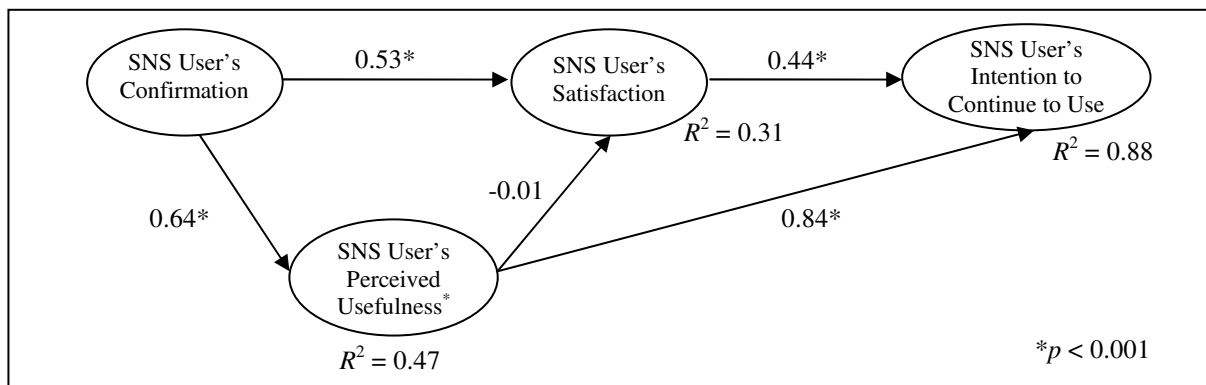 SNS User's
Confirmation
0.53*
SNS User's
Satisfaction
R² = 0.31
0.44*
SNS User's
Intention to
Continue to Use
R² = 0.88
0.64*
-0.01
0.84*
SNS User's
Perceived
Usefulness*
R² = 0.47
*p < 0.001